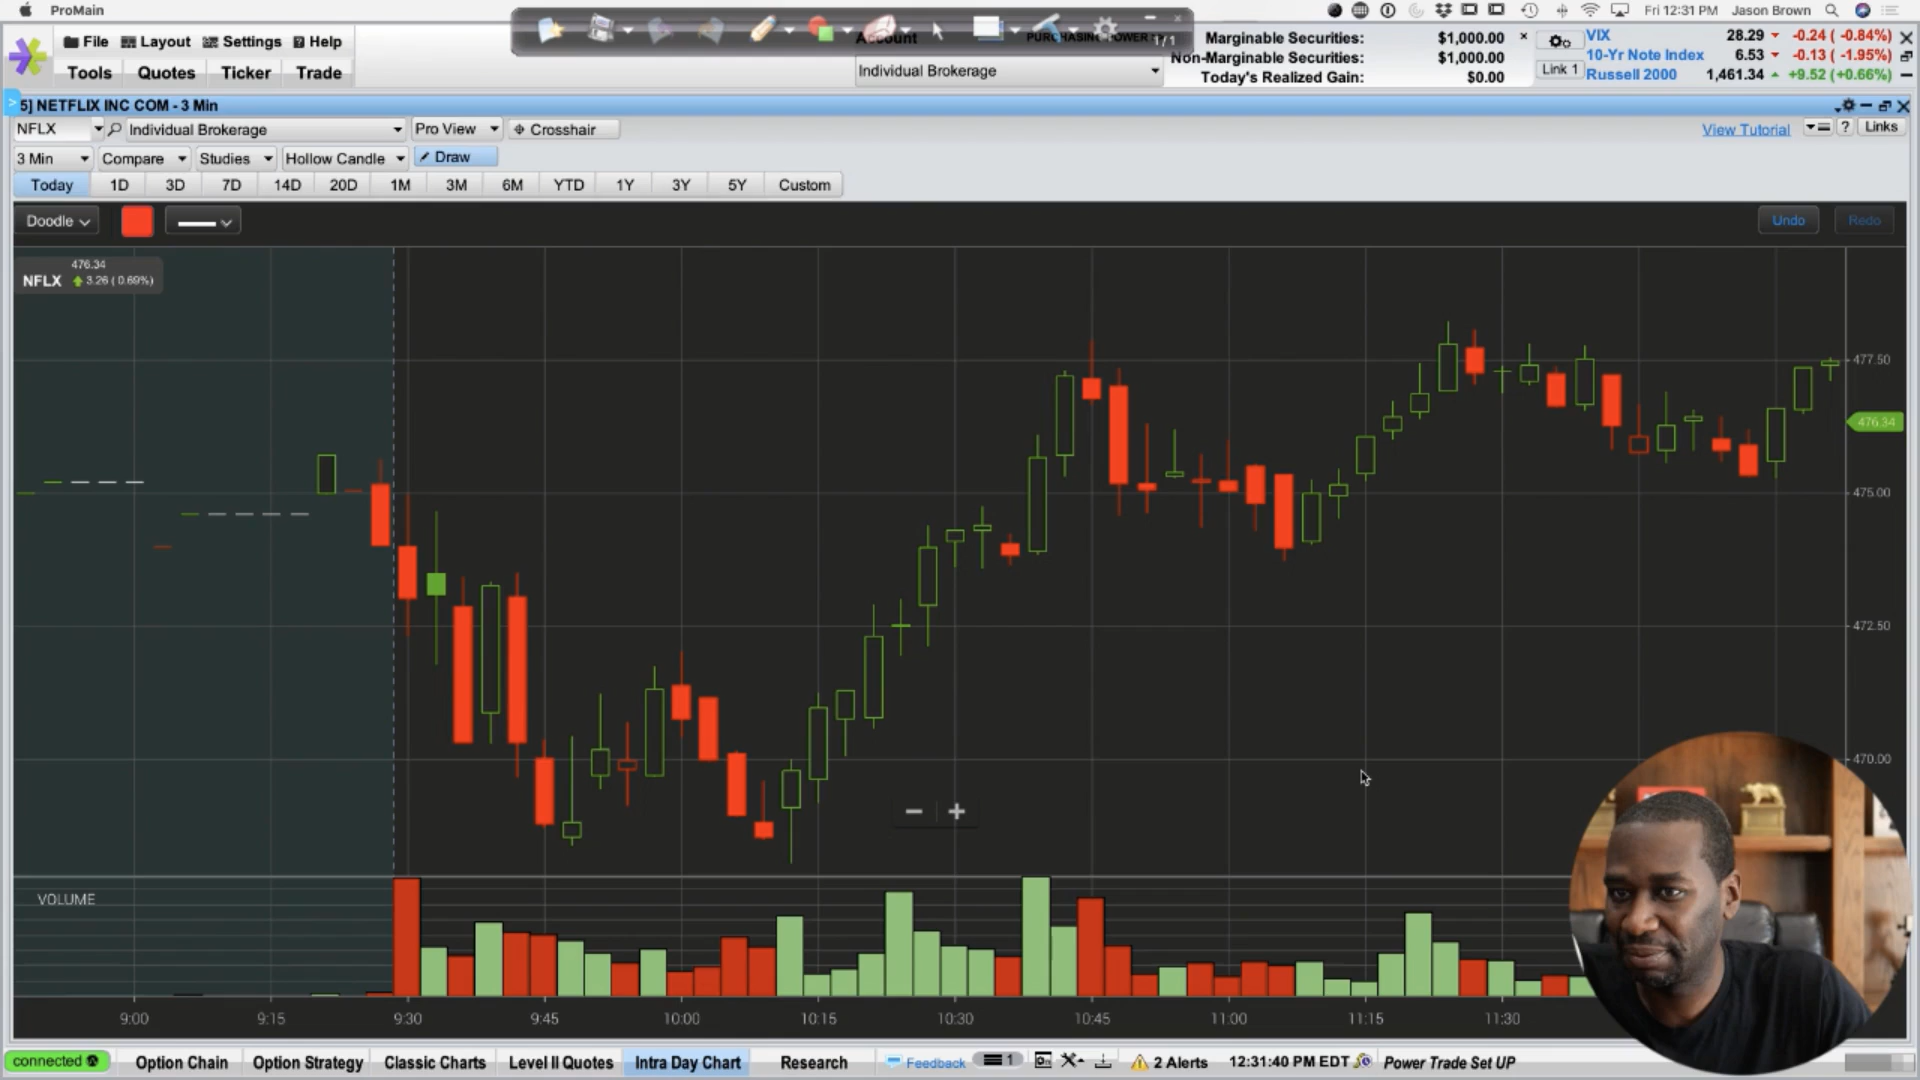 ProMain
Fri 12:31 PM Jason Brown
File Layout Settings Help
Tools Quotes Ticker Trade
Account
PURCHASING POWER
1/1
Individual Brokerage
Marginable Securities: $1,000.00
Non-Marginable Securities: $1,000.00
Today's Realized Gain: $0.00
Link 1
VIX 28.29 -0.24 ( -0.84%)
10-Yr Note Index 6.53 -0.13 ( -1.95%)
Russell 2000 1,461.34 +9.52 (+0.66%)
5] NETFLIX INC COM - 3 Min
NFLX Individual Brokerage Pro View Crosshair
View Tutorial ? Links
3 Min Compare Studies Hollow Candle Draw
Today 1D 3D 7D 14D 20D 1M 3M 6M YTD 1Y 3Y 5Y Custom
Doodle
Undo Redo
476.34
NFLX 3.26 ( 0.69%)
477.50
476.34
475.00
472.50
470.00
VOLUME
9:00 9:15 9:30 9:45 10:00 10:15 10:30 10:45 11:00 11:15 11:30
connected Option Chain Option Strategy Classic Charts Level II Quotes Intra Day Chart Research Feedback 1 2 Alerts 12:31:40 PM EDT Power Trade Set UP